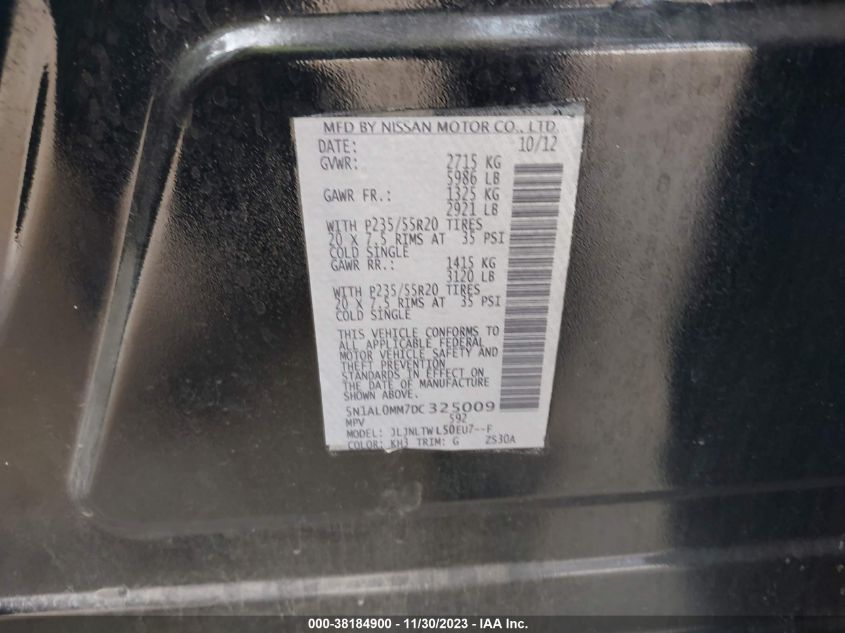 MFD BY NISSAN MOTOR CO., LTD.
DATE: 10/12
GVWR: 2715 KG
5986 LB
GAWR FR.: 1325 KG
2921 LB
WITH P235/55R20 TIRES
20 X 7.5 RIMS AT 35 PSI
COLD SINGLE
GAWR RR.: 1415 KG
3120 LB
WITH P235/55R20 TIRES
20 X 7.5 RIMS AT 35 PSI
COLD SINGLE
THIS VEHICLE CONFORMS TO
ALL APPLICABLE FEDERAL
MOTOR VEHICLE SAFETY AND
THEFT PREVENTION
STANDARDS IN EFFECT ON
THE DATE OF MANUFACTURE
SHOWN ABOVE.
5N1AL0MM7DC325009
MPV 592
MODEL: JLJNLTWL50EU7--F
COLOR: KH3 TRIM: G ZS30A
000-38184900 - 11/30/2023 - IAA Inc.